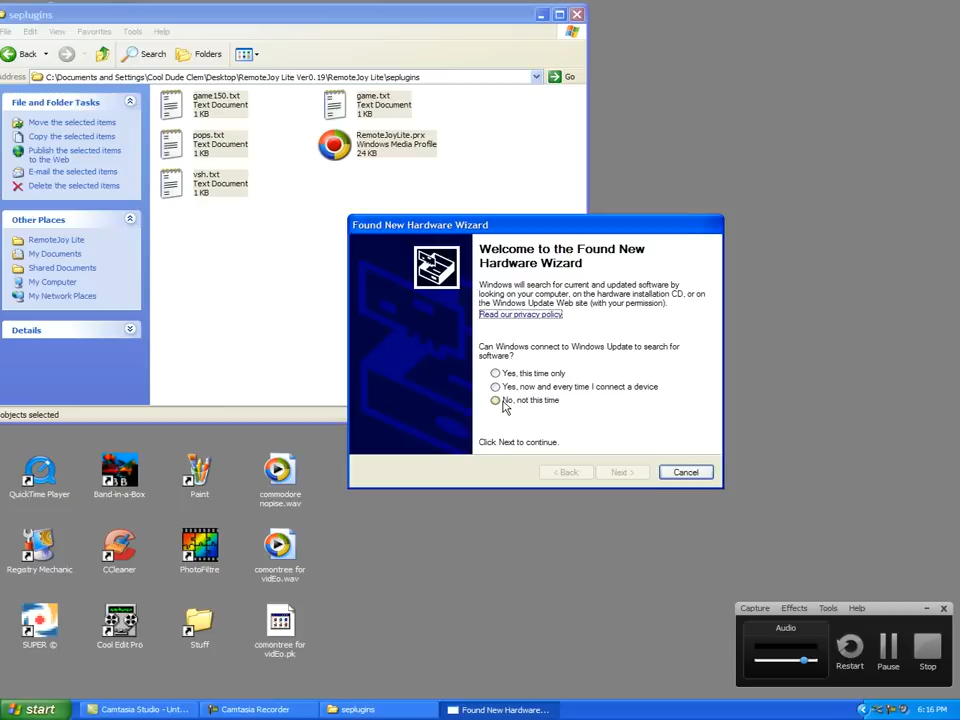 seplugins
File Edit View Favorites Tools Help
Back Search Folders
Address C:\Documents and Settings\Cool Dude Clem\Desktop\RemoteJoy Lite Ver0.19\RemoteJoy Lite\seplugins Go
File and Folder Tasks
Move the selected items
Copy the selected items
Publish the selected items
to the Web
E-mail the selected items
Delete the selected items
Other Places
RemoteJoy Lite
My Documents
Shared Documents
My Computer
My Network Places
Details
game150.txt
Text Document
1 KB
game.txt
Text Document
1 KB
pops.txt
Text Document
1 KB
RemoteJoyLite.prx
Windows Media Profile
24 KB
vsh.txt
Text Document
1 KB
objects selected
Found New Hardware Wizard
Welcome to the Found New
Hardware Wizard
Windows will search for current and updated software by
looking on your computer, on the hardware installation CD, or on
the Windows Update Web site (with your permission).
Read our privacy policy
Can Windows connect to Windows Update to search for
software?
Yes, this time only
Yes, now and every time I connect a device
No, not this time
Click Next to continue.
< Back Next > Cancel
QuickTime Player
Band-in-a-Box
Paint
commodore
nopise.wav
Registry Mechanic
CCleaner
PhotoFiltre
comontree for
vidEo.wav
SUPER ©
Cool Edit Pro
Stuff
comontree for
vidEo.pk
Capture Effects Tools Help
Audio
Restart Pause Stop
start Camtasia Studio - Unt... Camtasia Recorder seplugins Found New Hardware... 6:16 PM